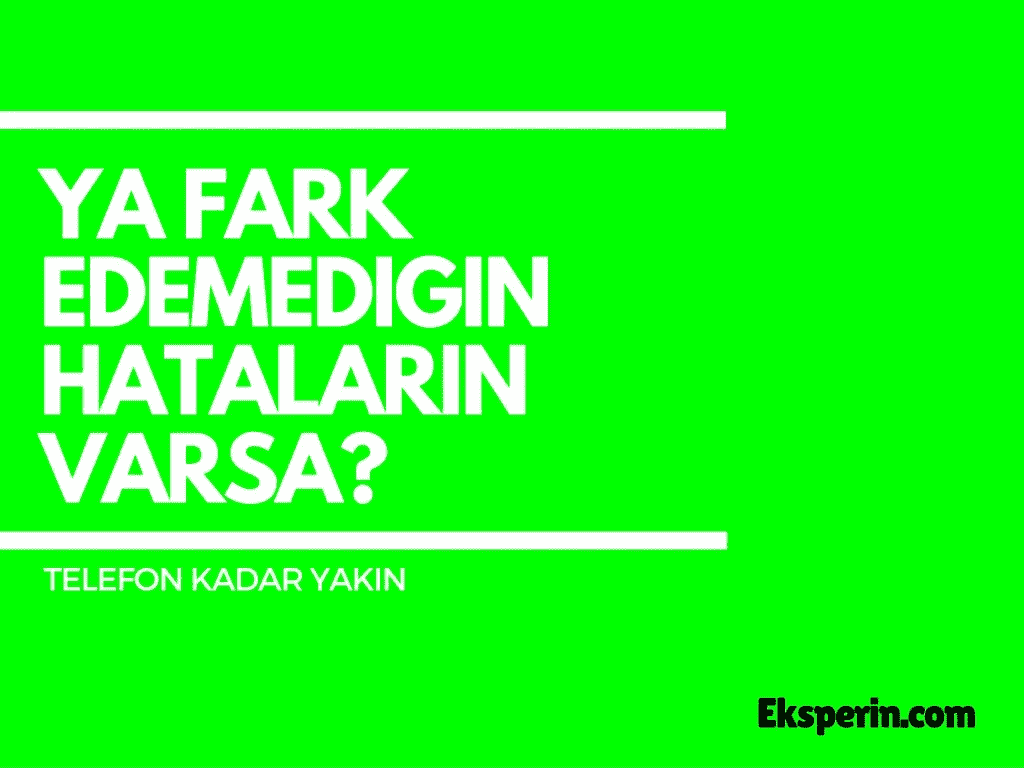 YA FARK
EDEMEDIGIN
HATALARIN
VARSA?
TELEFON KADAR YAKIN
Eksperin.com